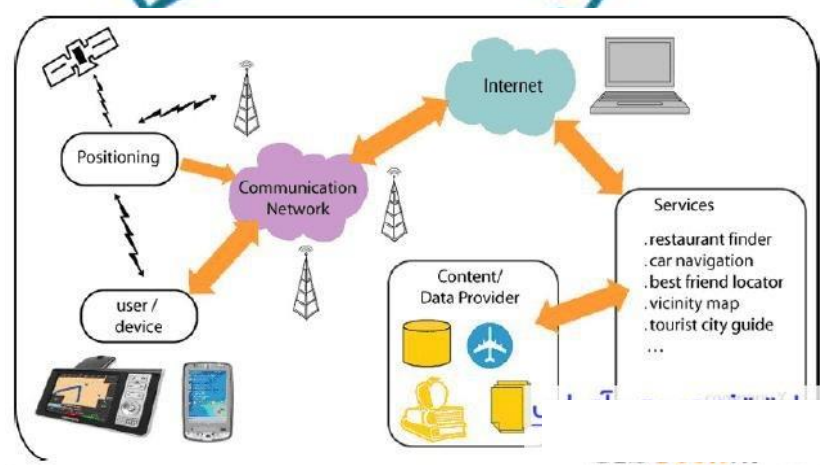 Internet
Positioning
Communication
Network
Services
.restaurant finder
.car navigation
.best friend locator
.vicinity map
.tourist city guide
...
Content/
Data Provider
user /
device